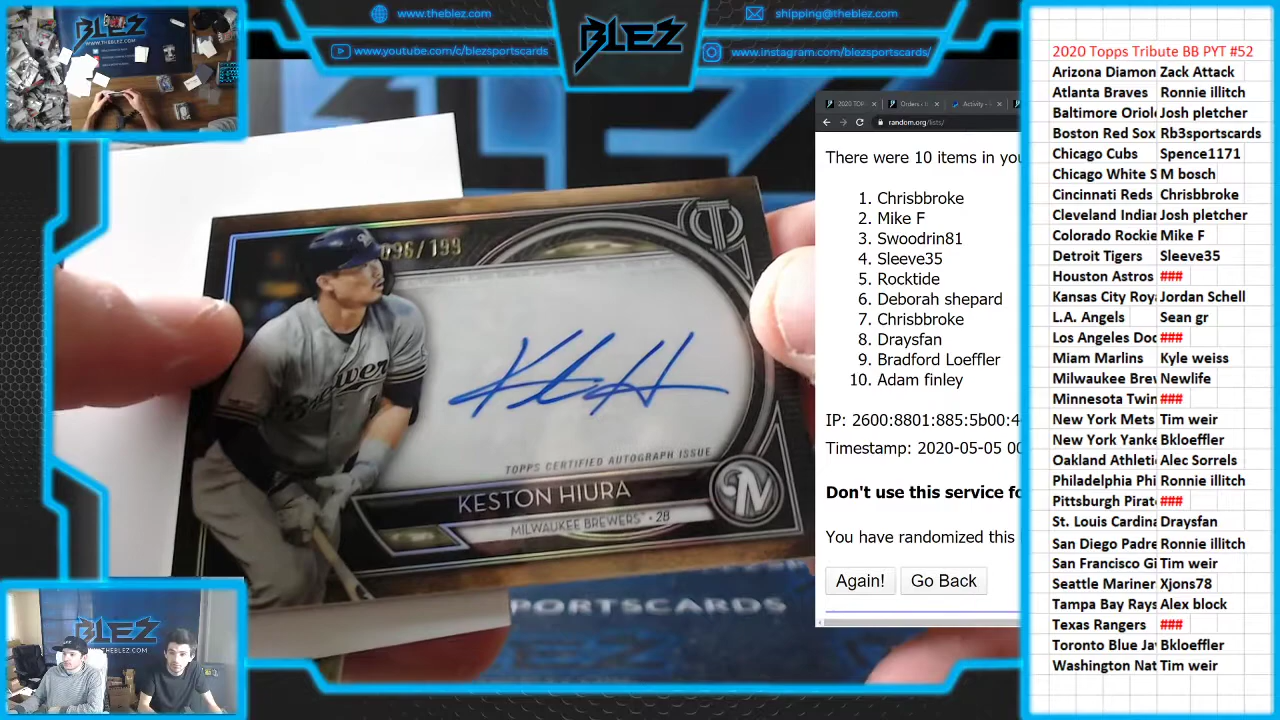 www.theblez.com
www.youtube.com/c/blezsportscards
BLEZ
shipping@theblez.com
www.instagram.com/blezsportscards/
BLEZ
096/199
TOPPS CERTIFIED AUTOGRAPH ISSUE
KESTON HIURA
MILWAUKEE BREWERS • 2B
PORTSCARDS
BLEZ
WWW.THEBLEZ.COM
random.org/lists/
There were 10 items in you
1. Chrisbbroke
2. Mike F
3. Swoodrin81
4. Sleeve35
5. Rocktide
6. Deborah shepard
7. Chrisbbroke
8. Draysfan
9. Bradford Loeffler
10. Adam finley
IP: 2600:8801:885:5b00:4
Timestamp: 2020-05-05 00
Don't use this service fo
You have randomized this
Again! Go Back
2020 Topps Tribute BB PYT #52
Arizona Diamon Zack Attack
Atlanta Braves Ronnie illitch
Baltimore Oriol Josh pletcher
Boston Red Sox Rb3sportscards
Chicago Cubs Spence1171
Chicago White S M bosch
Cincinnati Reds Chrisbbroke
Cleveland Indian Josh pletcher
Colorado Rockie Mike F
Detroit Tigers Sleeve35
Houston Astros ###
Kansas City Roya Jordan Schell
L.A. Angels Sean gr
Los Angeles Doc ###
Miam Marlins Kyle weiss
Milwaukee Brew Newlife
Minnesota Twin ###
New York Mets Tim weir
New York Yanke Bkloeffler
Oakland Athleti Alec Sorrels
Philadelphia Phi Ronnie illitch
Pittsburgh Pirat ###
St. Louis Cardina Draysfan
San Diego Padre Ronnie illitch
San Francisco Gi Tim weir
Seattle Mariner Xjons78
Tampa Bay Rays Alex block
Texas Rangers ###
Toronto Blue Ja Bkloeffler
Washington Nat Tim weir